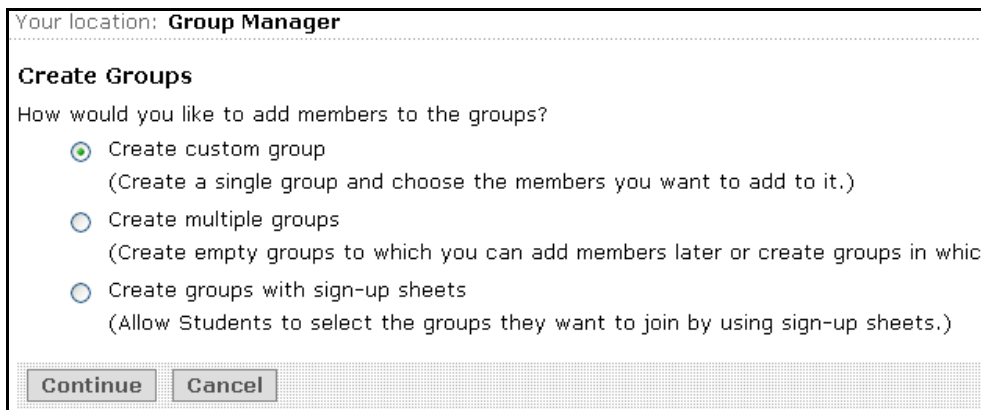 Your location: Group Manager
Create Groups
How would you like to add members to the groups?
Create custom group
(Create a single group and choose the members you want to add to it.)
Create multiple groups
(Create empty groups to which you can add members later or create groups in whic
Create groups with sign-up sheets
(Allow Students to select the groups they want to join by using sign-up sheets.)
Continue Cancel